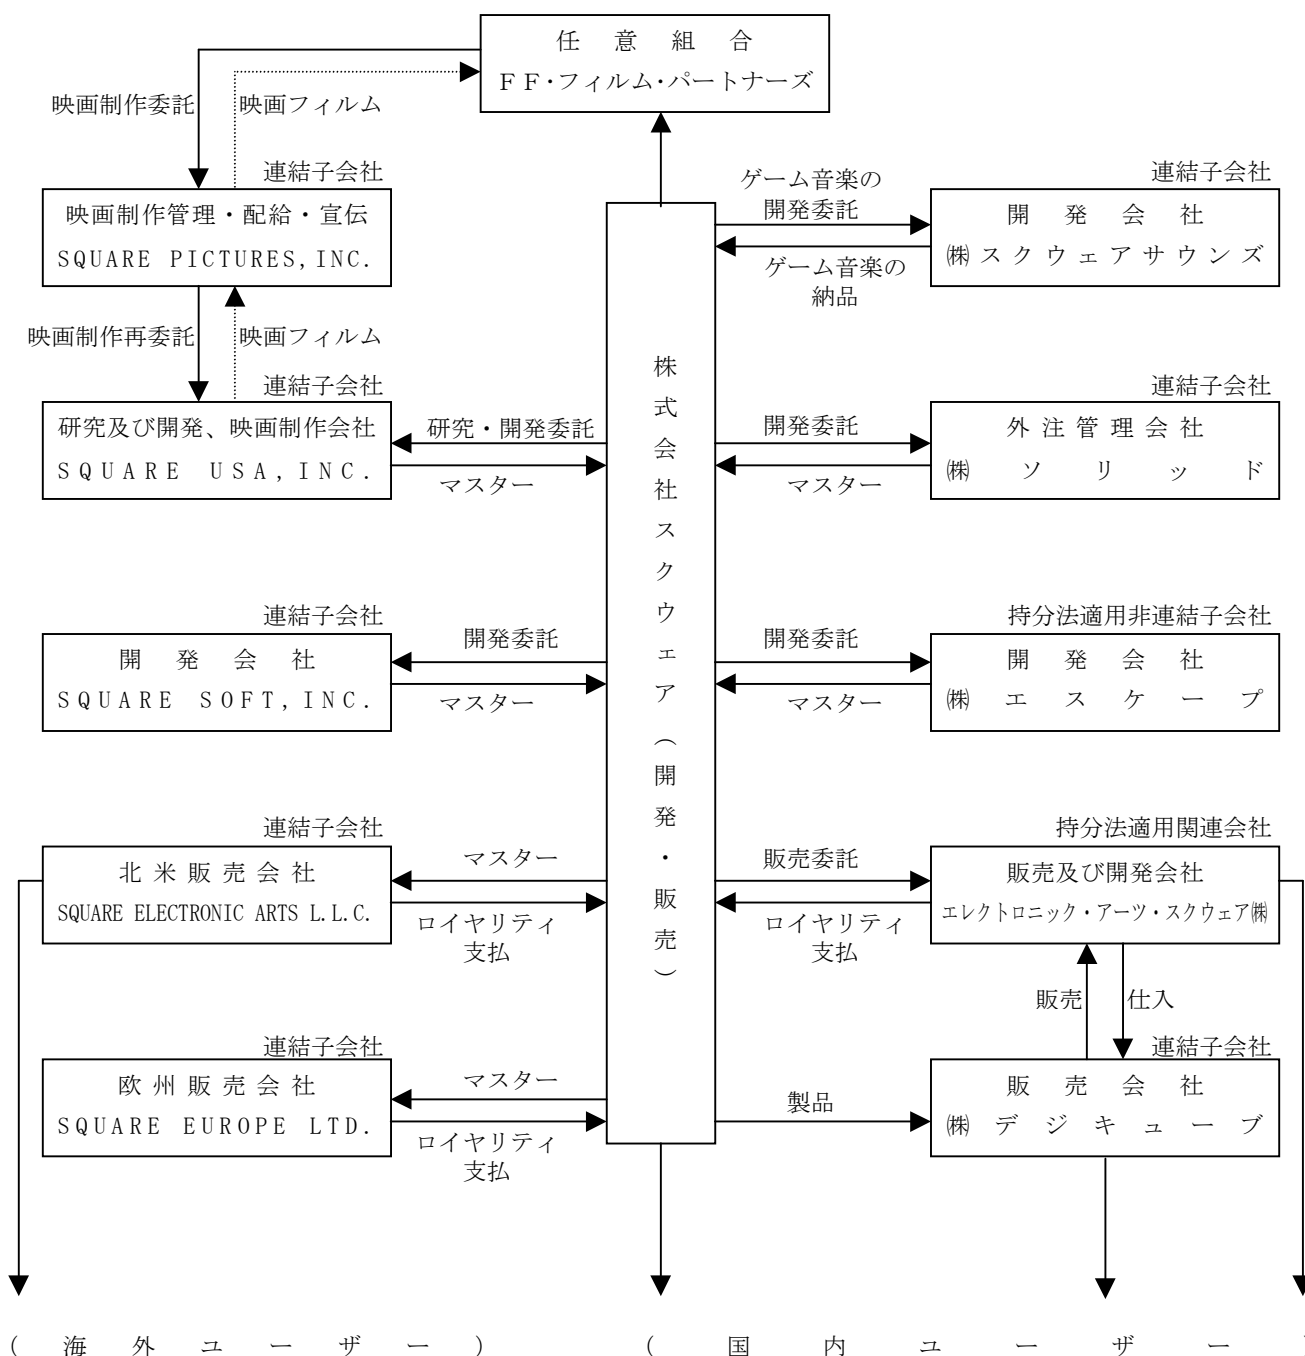 任意組合
ＦＦ・フィルム・パートナーズ
映画制作委託
映画フィルム
連結子会社
映画制作管理・配給・宣伝
SQUARE PICTURES,INC.
ゲーム音楽の
開発委託
ゲーム音楽の
納品
連結子会社
開発会社
㈱スクウェアサウンズ
映画制作再委託
映画フィルム
連結子会社
研究及び開発、映画制作会社
SQUARE USA,INC.
研究・開発委託
マスター
株式会社スクウェア（開発・販売）
開発委託
マスター
連結子会社
外注管理会社
㈱ソリッド
連結子会社
開発会社
SQUARE SOFT,INC.
開発委託
マスター
開発委託
マスター
持分法適用非連結子会社
開発会社
㈱エスケープ
連結子会社
北米販売会社
SQUARE ELECTRONIC ARTS L.L.C.
マスター
ロイヤリティ
支払
販売委託
ロイヤリティ
支払
持分法適用関連会社
販売及び開発会社
エレクトロニック・アーツ・スクウェア㈱
販売
仕入
連結子会社
欧州販売会社
SQUARE EUROPE LTD.
マスター
ロイヤリティ
支払
製品
連結子会社
販売会社
㈱デジキューブ
（海外ユーザー）
（国内ユーザー